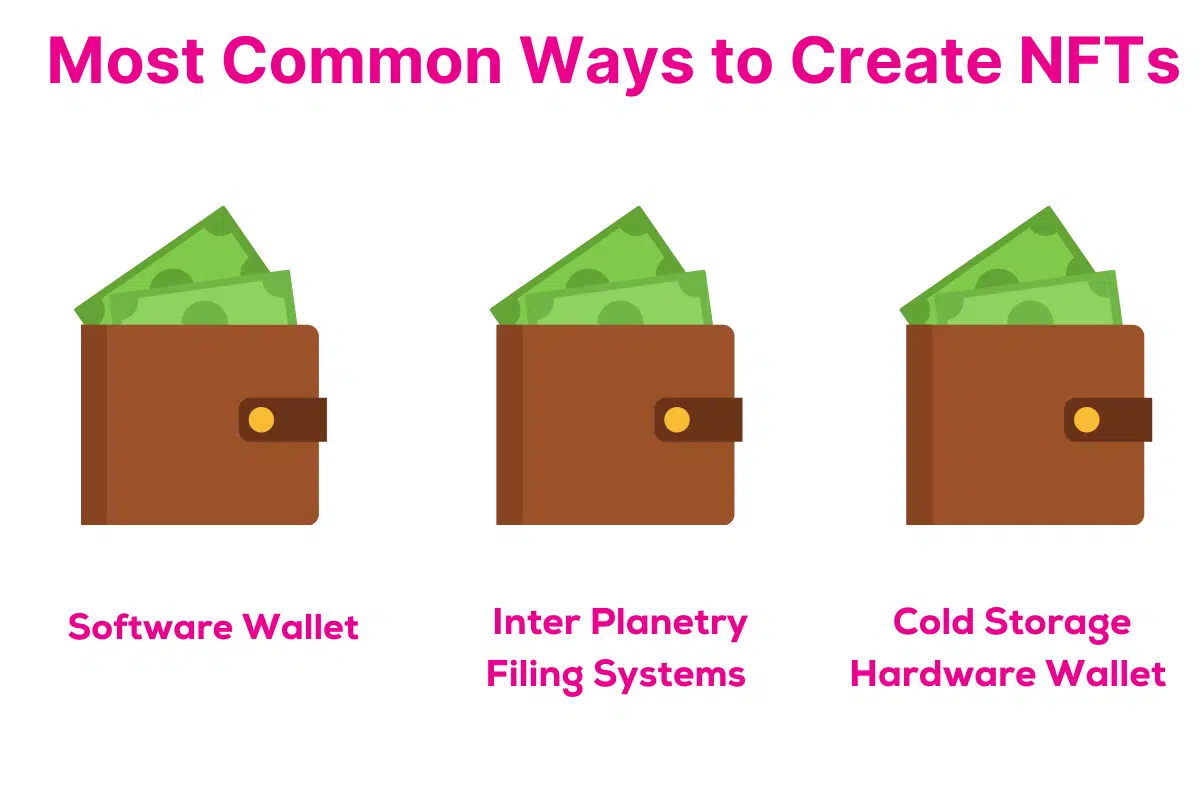 Most Common Ways to Create NFTs
Software Wallet
Inter Planetry
Filing Systems
Cold Storage
Hardware Wallet